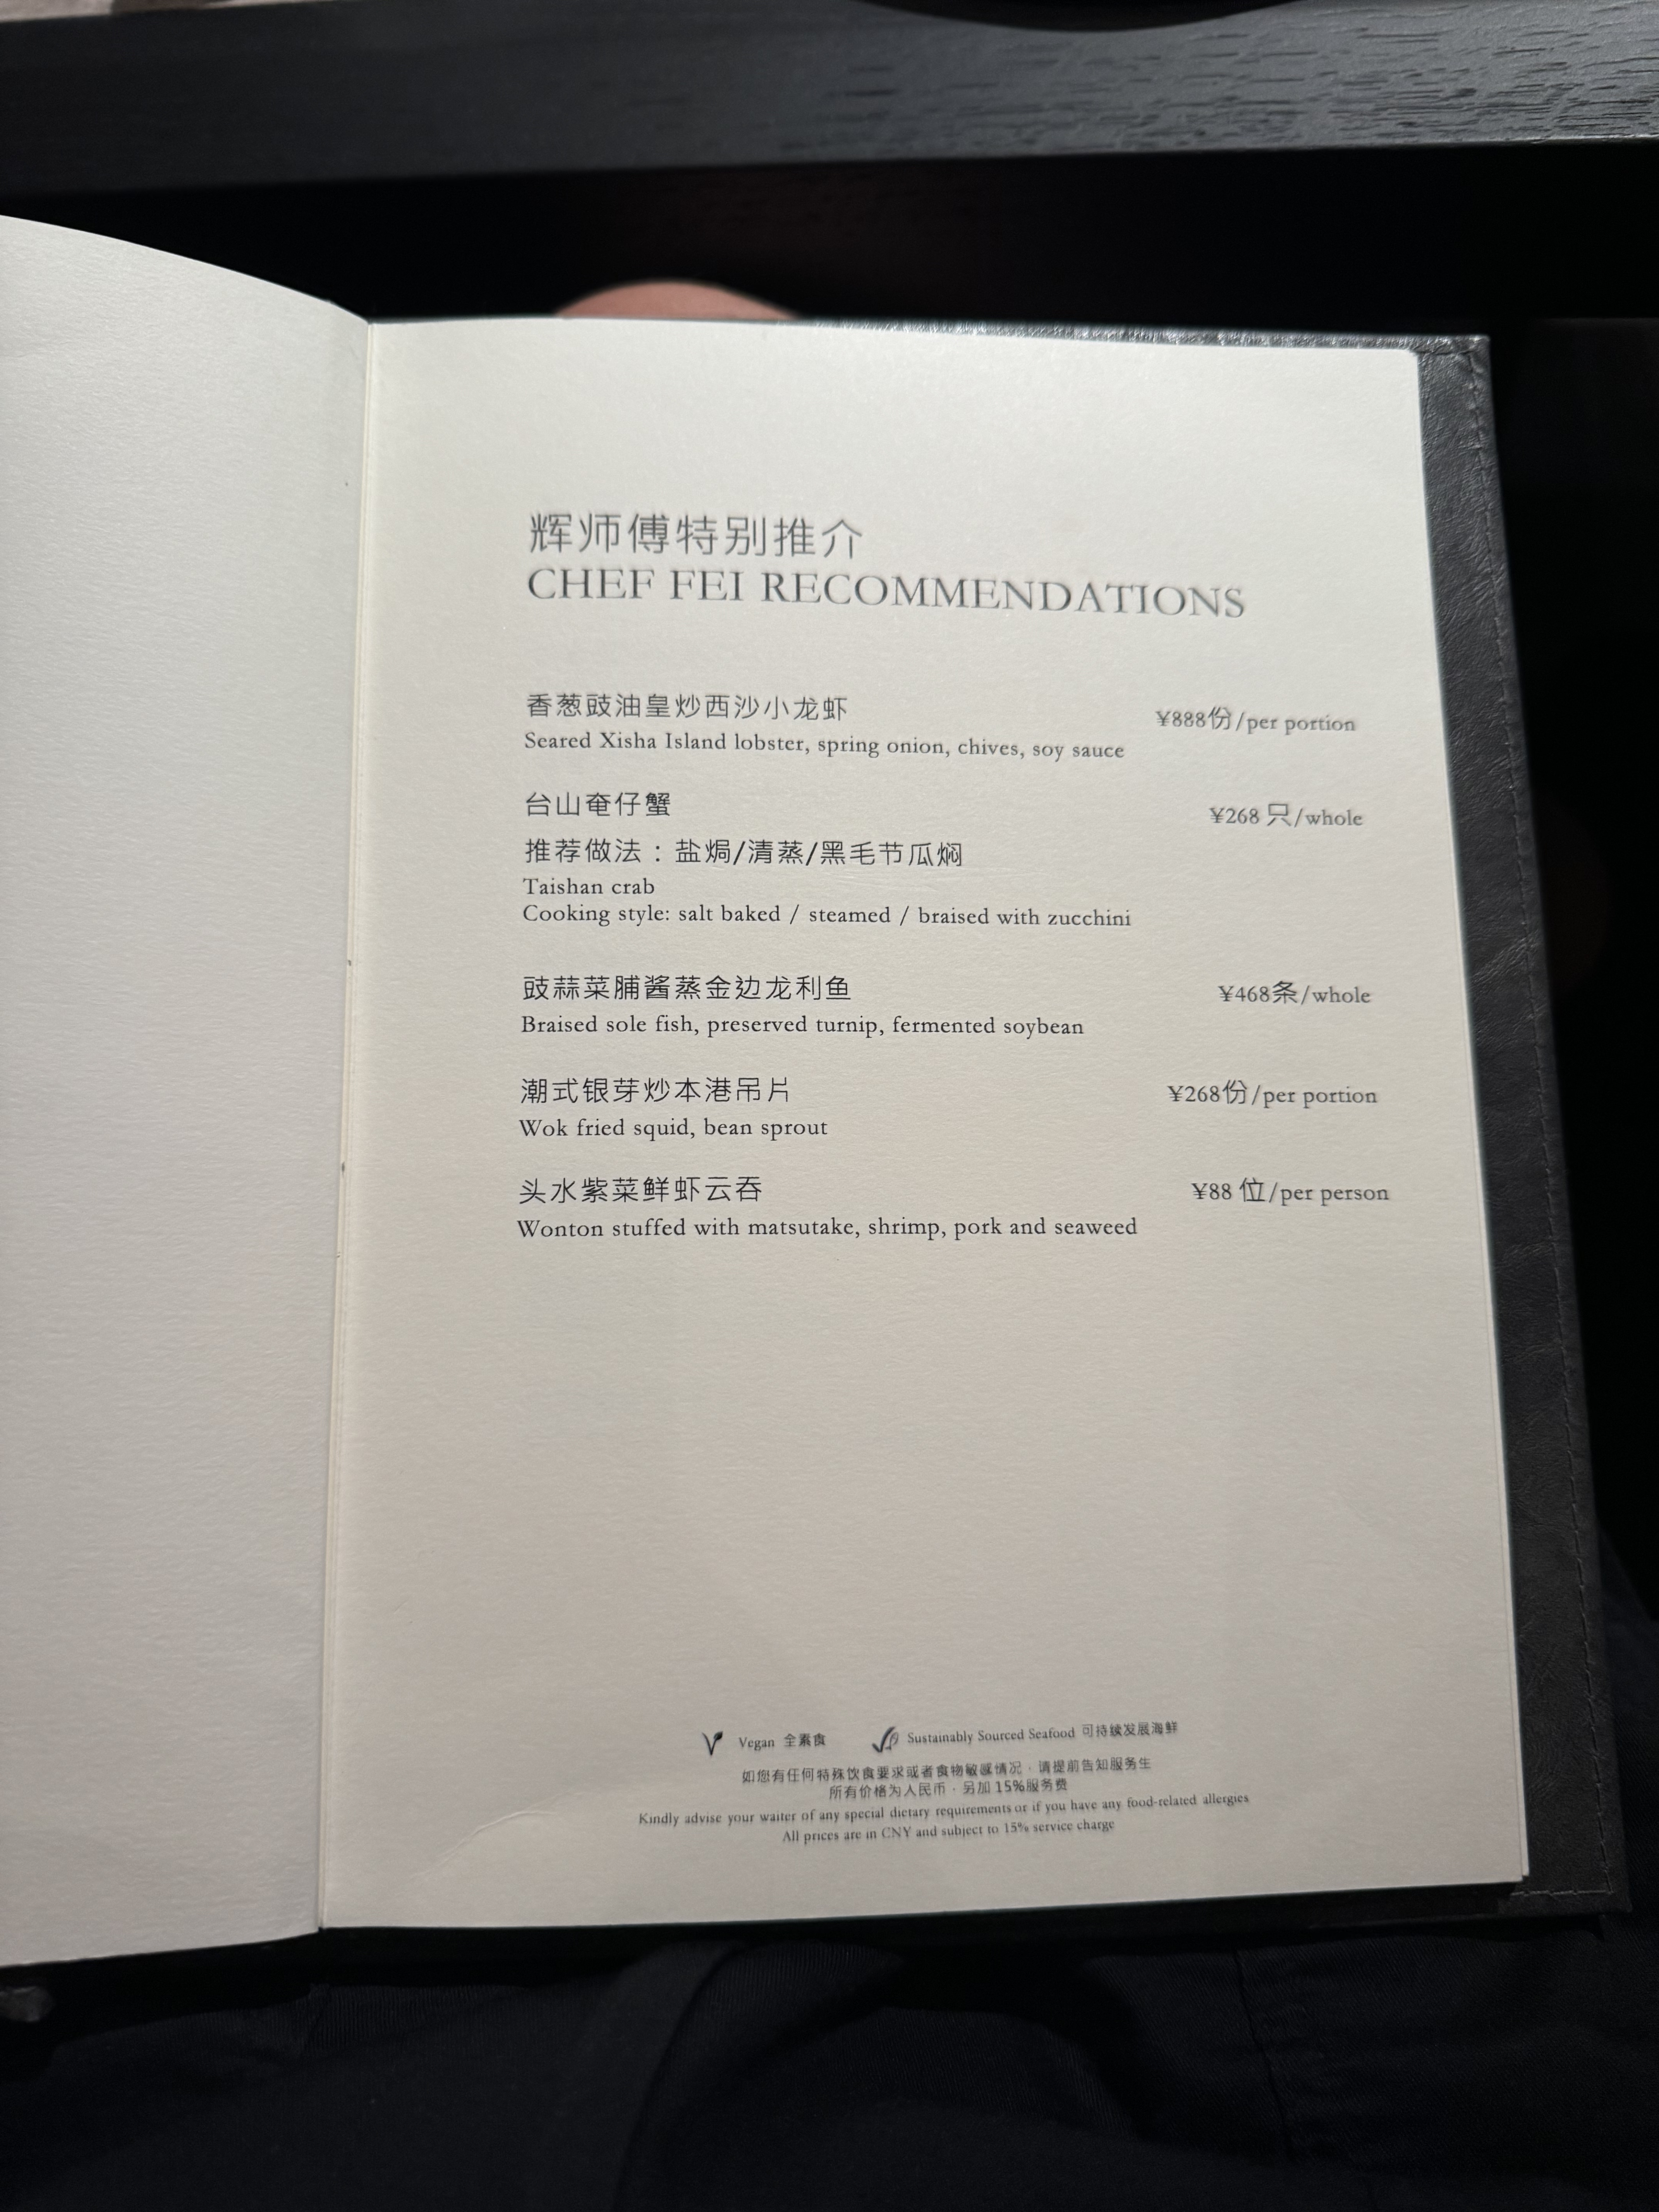 辉师傅特别推介
CHEF FEI RECOMMENDATIONS
香葱豉油皇炒西沙小龙虾 ¥888份/per portion
Seared Xisha Island lobster, spring onion, chives, soy sauce
台山奄仔蟹 ¥268 只/whole
推荐做法：盐焗/清蒸/黑毛节瓜焖
Taishan crab
Cooking style: salt baked / steamed / braised with zucchini
豉蒜菜脯酱蒸金边龙利鱼 ¥468条/whole
Braised sole fish, preserved turnip, fermented soybean
潮式银芽炒本港吊片 ¥268份/per portion
Wok fried squid, bean sprout
头水紫菜鲜虾云吞 ¥88 位/per person
Wonton stuffed with matsutake, shrimp, pork and seaweed
Vegan 全素食 Sustainably Sourced Seafood 可持续发展海鲜
如您有任何特殊饮食要求或者食物敏感情况，请提前告知服务生
所有价格为人民币，另加 15%服务费
Kindly advise your waiter of any special dietary requirements or if you have any food-related allergies
All prices are in CNY and subject to 15% service charge